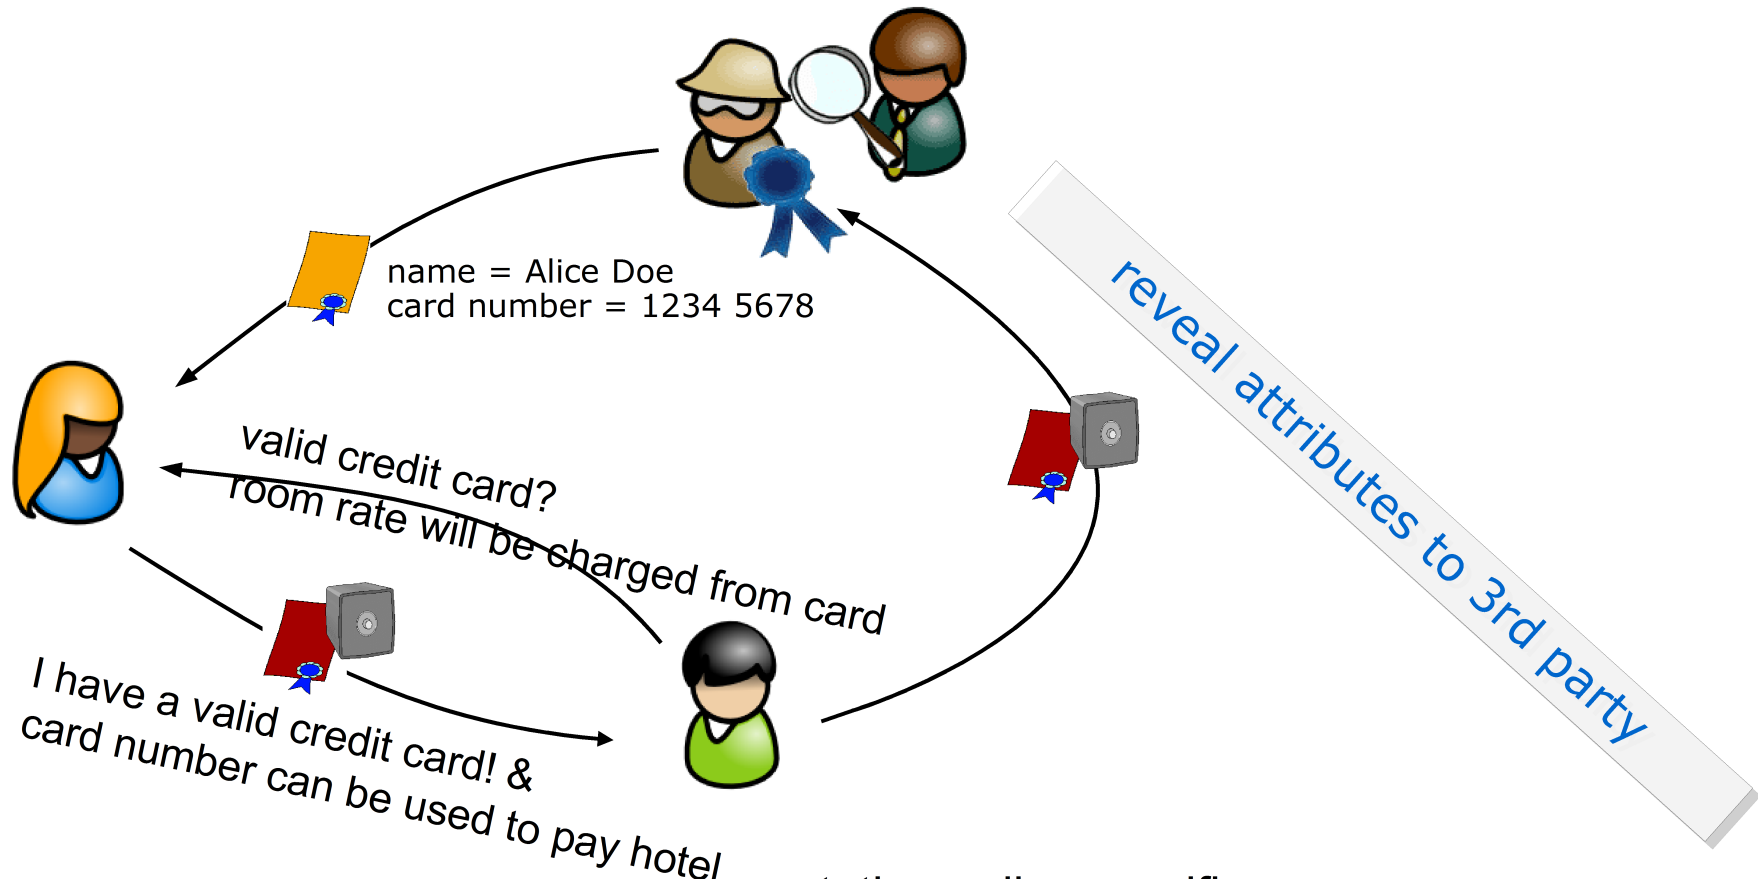 name = Alice Doe
card number = 1234 5678
valid credit card?
room rate will be charged from card
I have a valid credit card! &
card number can be used to pay hotel
reveal attributes to 3rd party